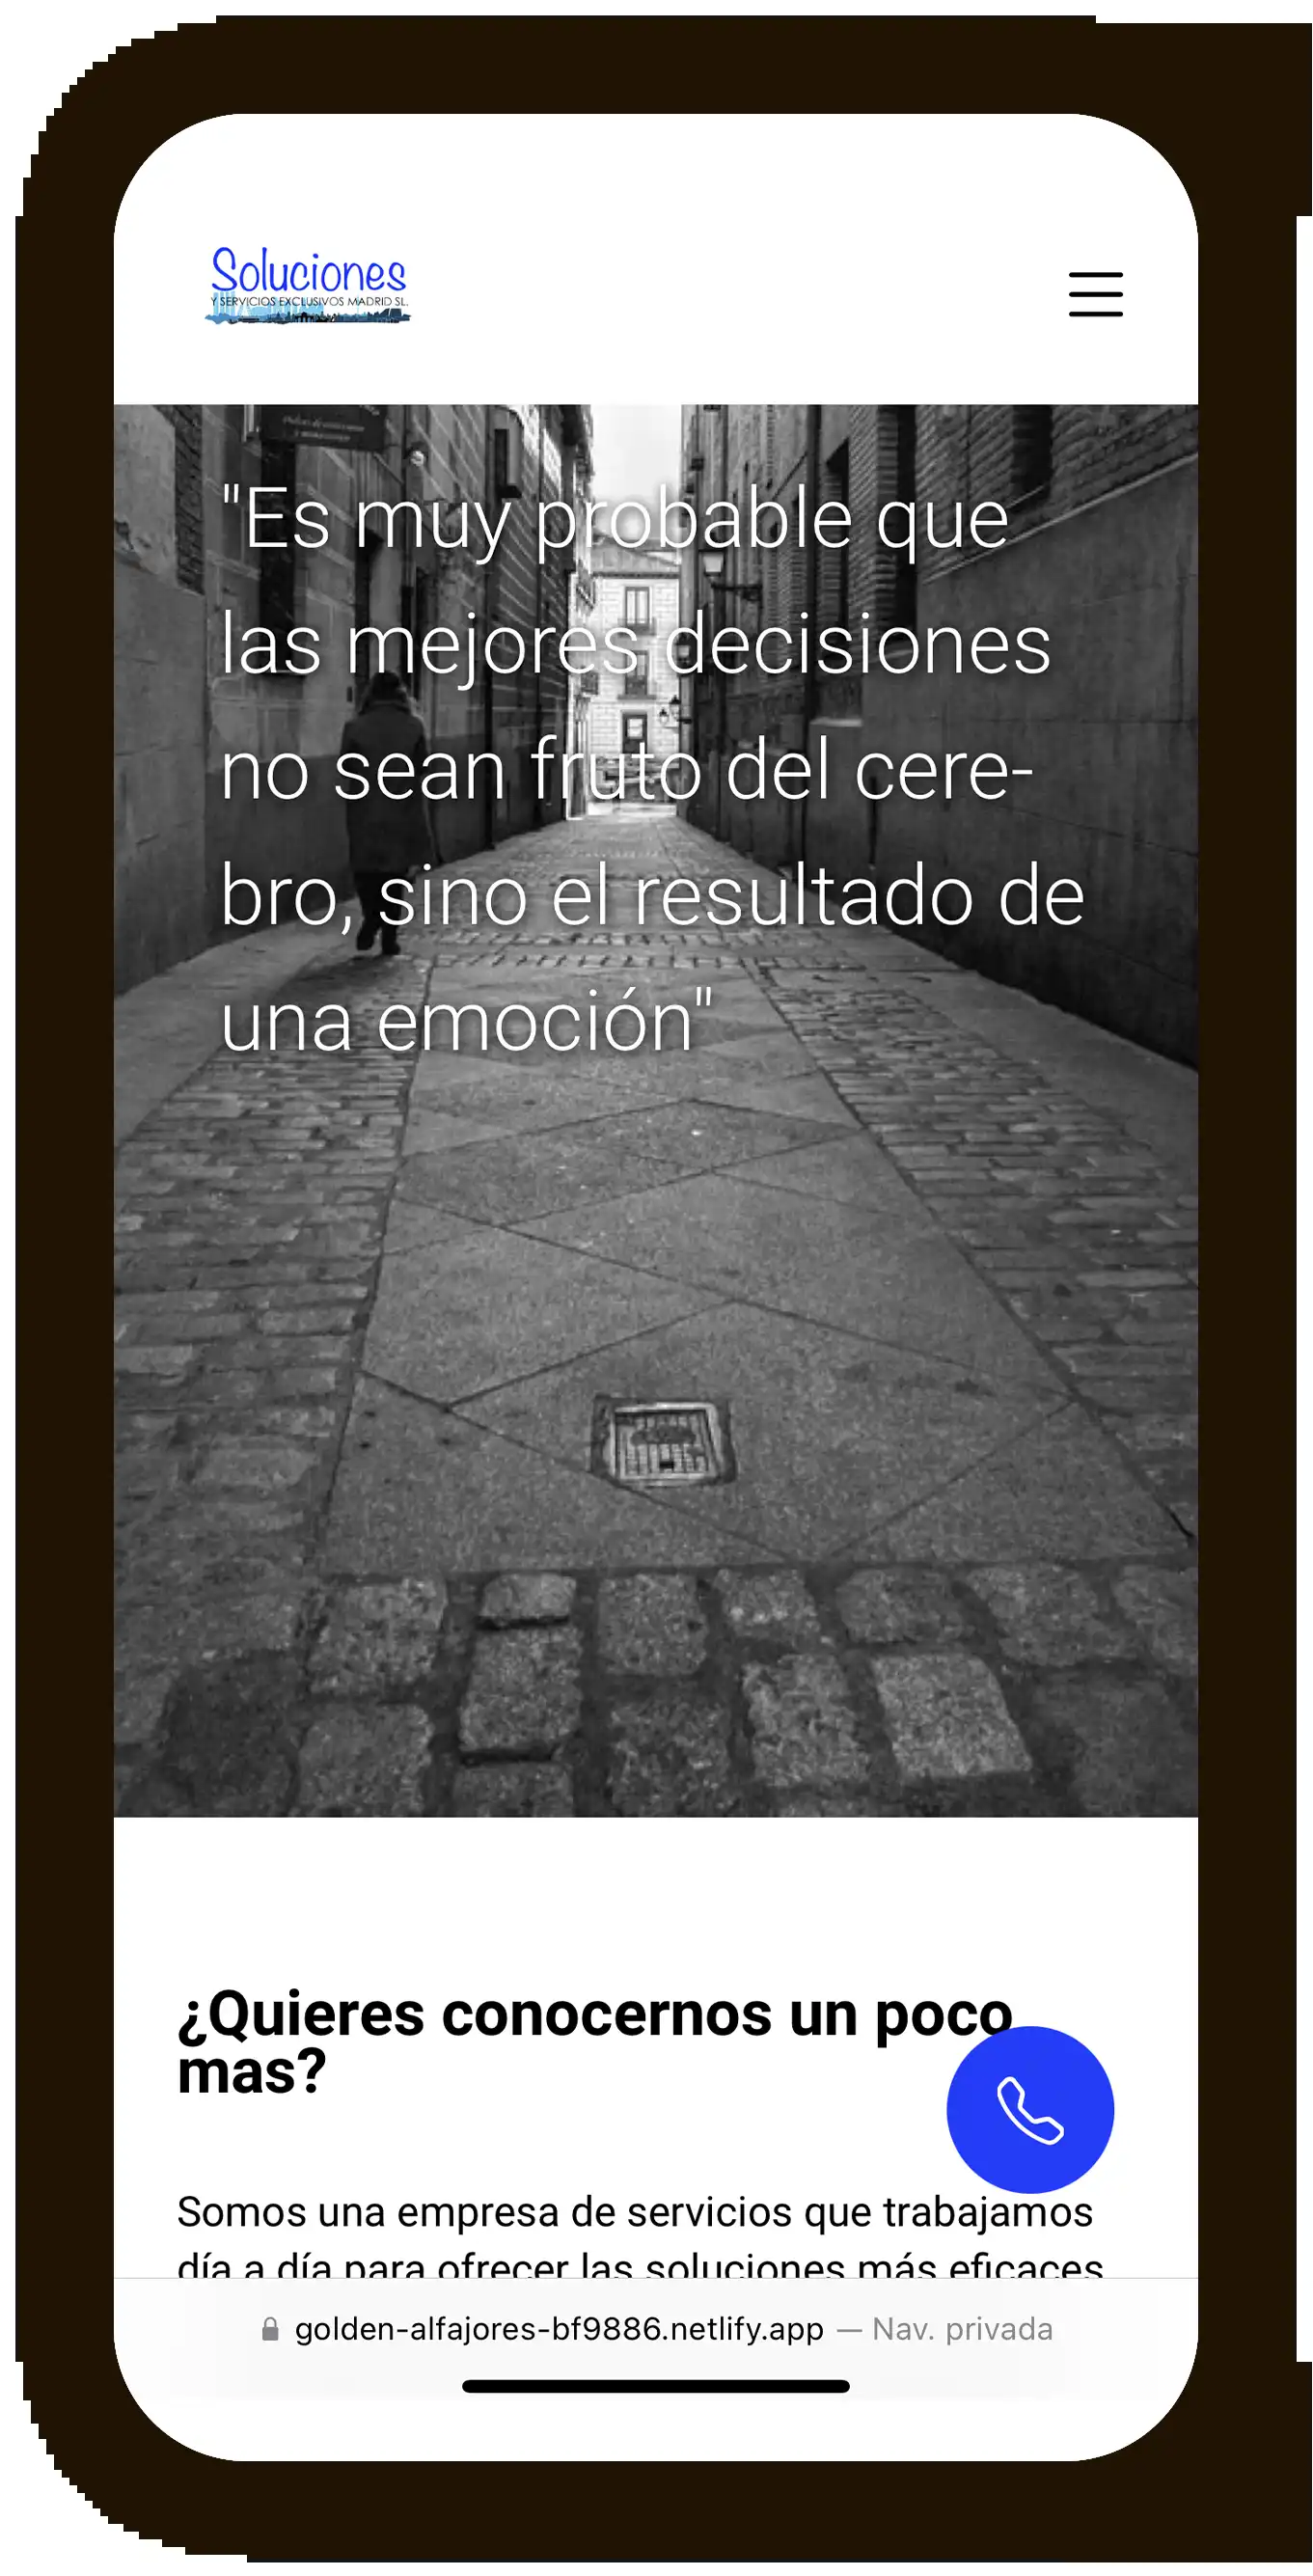 Soluciones
Y SERVICIOS EXCLUSIVOS MADRID SL.
"Es muy probable que
las mejores decisiones
no sean fruto del cere-
bro, sino el resultado de
una emoción"
¿Quieres conocernos un poco
mas?
Somos una empresa de servicios que trabajamos
día a día para ofrecer las soluciones más eficaces
golden-alfajores-bf9886.netlify.app — Nav. privada